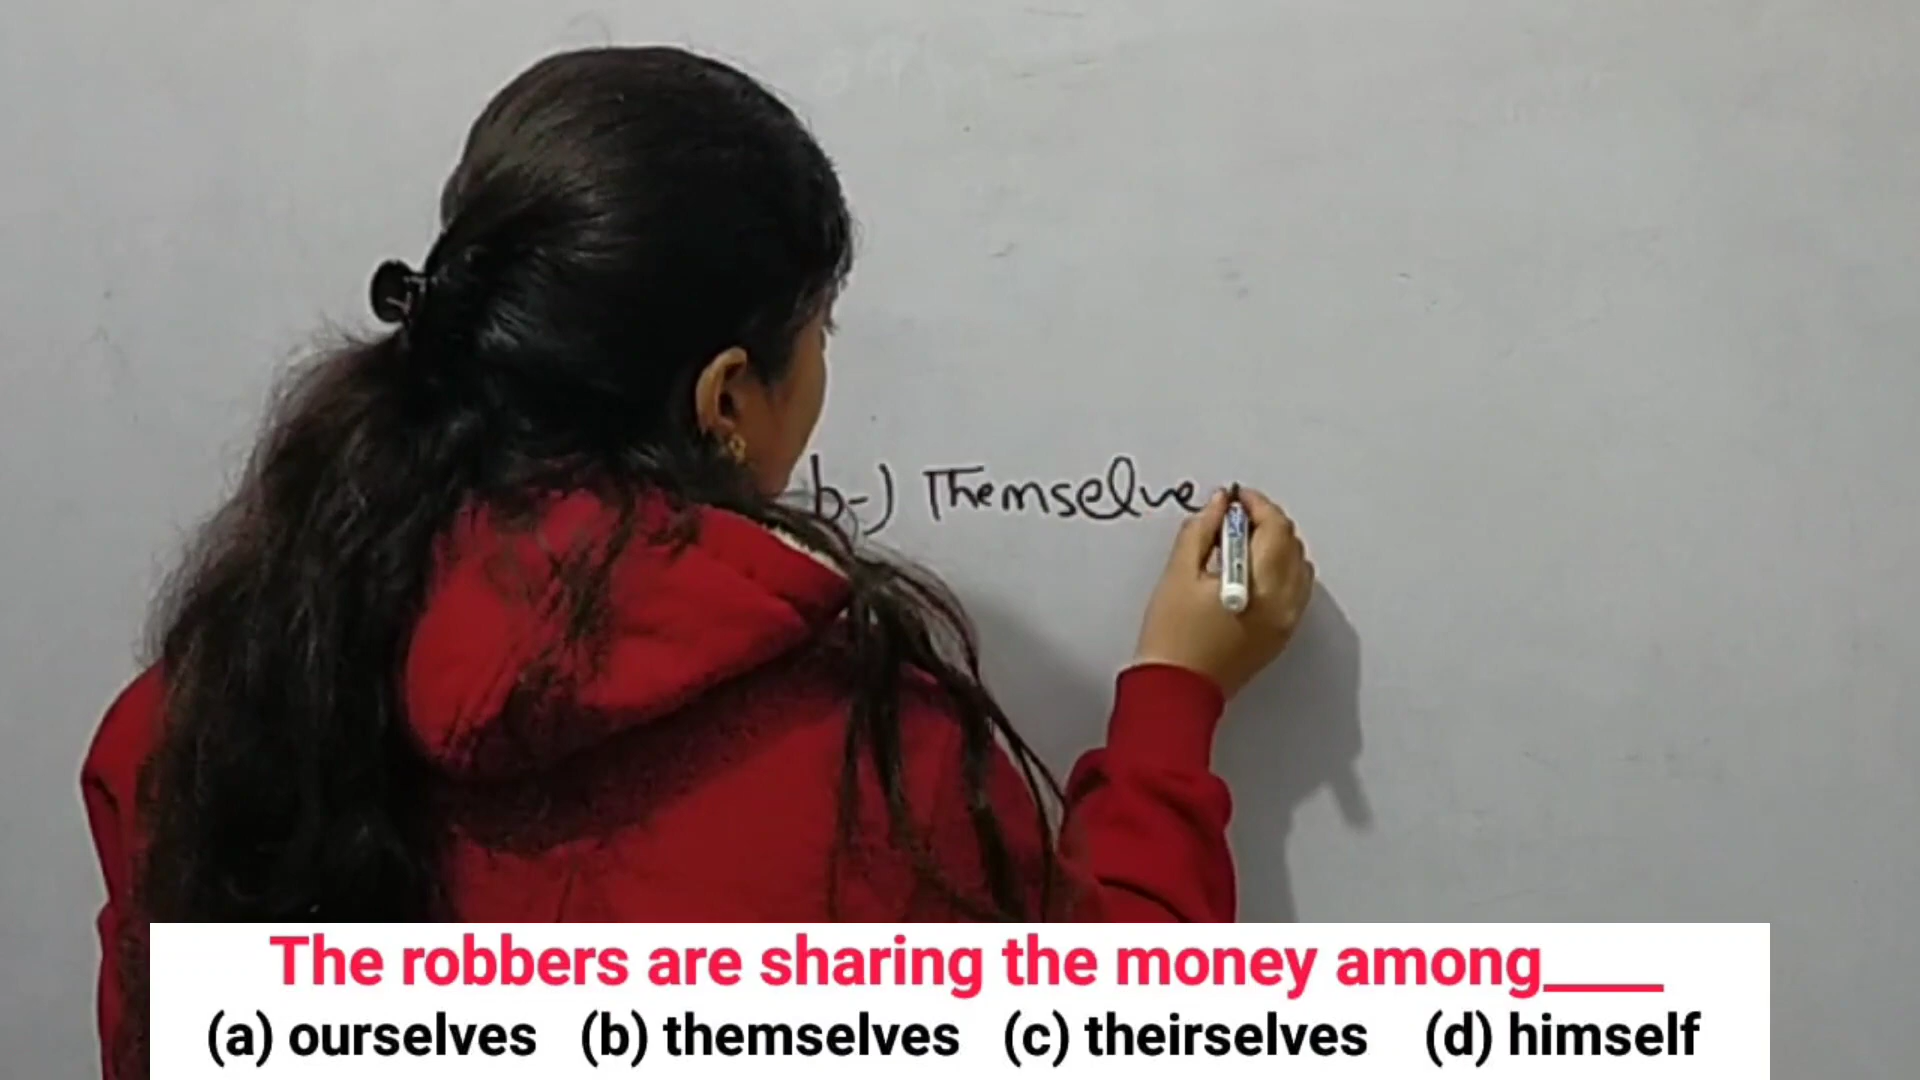 b-) Themselve
The robbers are sharing the money among____
(a) ourselves (b) themselves (c) theirselves (d) himself